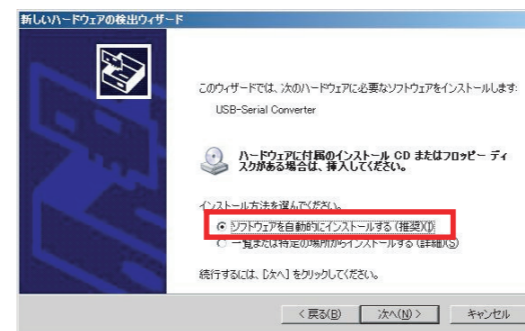 新しいハードウェアの検出ウィザード
このウィザードでは、次のハードウェアに必要なソフトウェアをインストールします:
USB-Serial Converter
ハードウェアに付属のインストール CD またはフロッピー ディ
スクがある場合は、挿入してください。
インストール方法を選んでください。
ソフトウェアを自動的にインストールする (推奨)(I)
一覧または特定の場所からインストールする (詳細)(S)
続行するには、[次へ] をクリックしてください。
< 戻る(B)
次へ(N) >
キャンセル